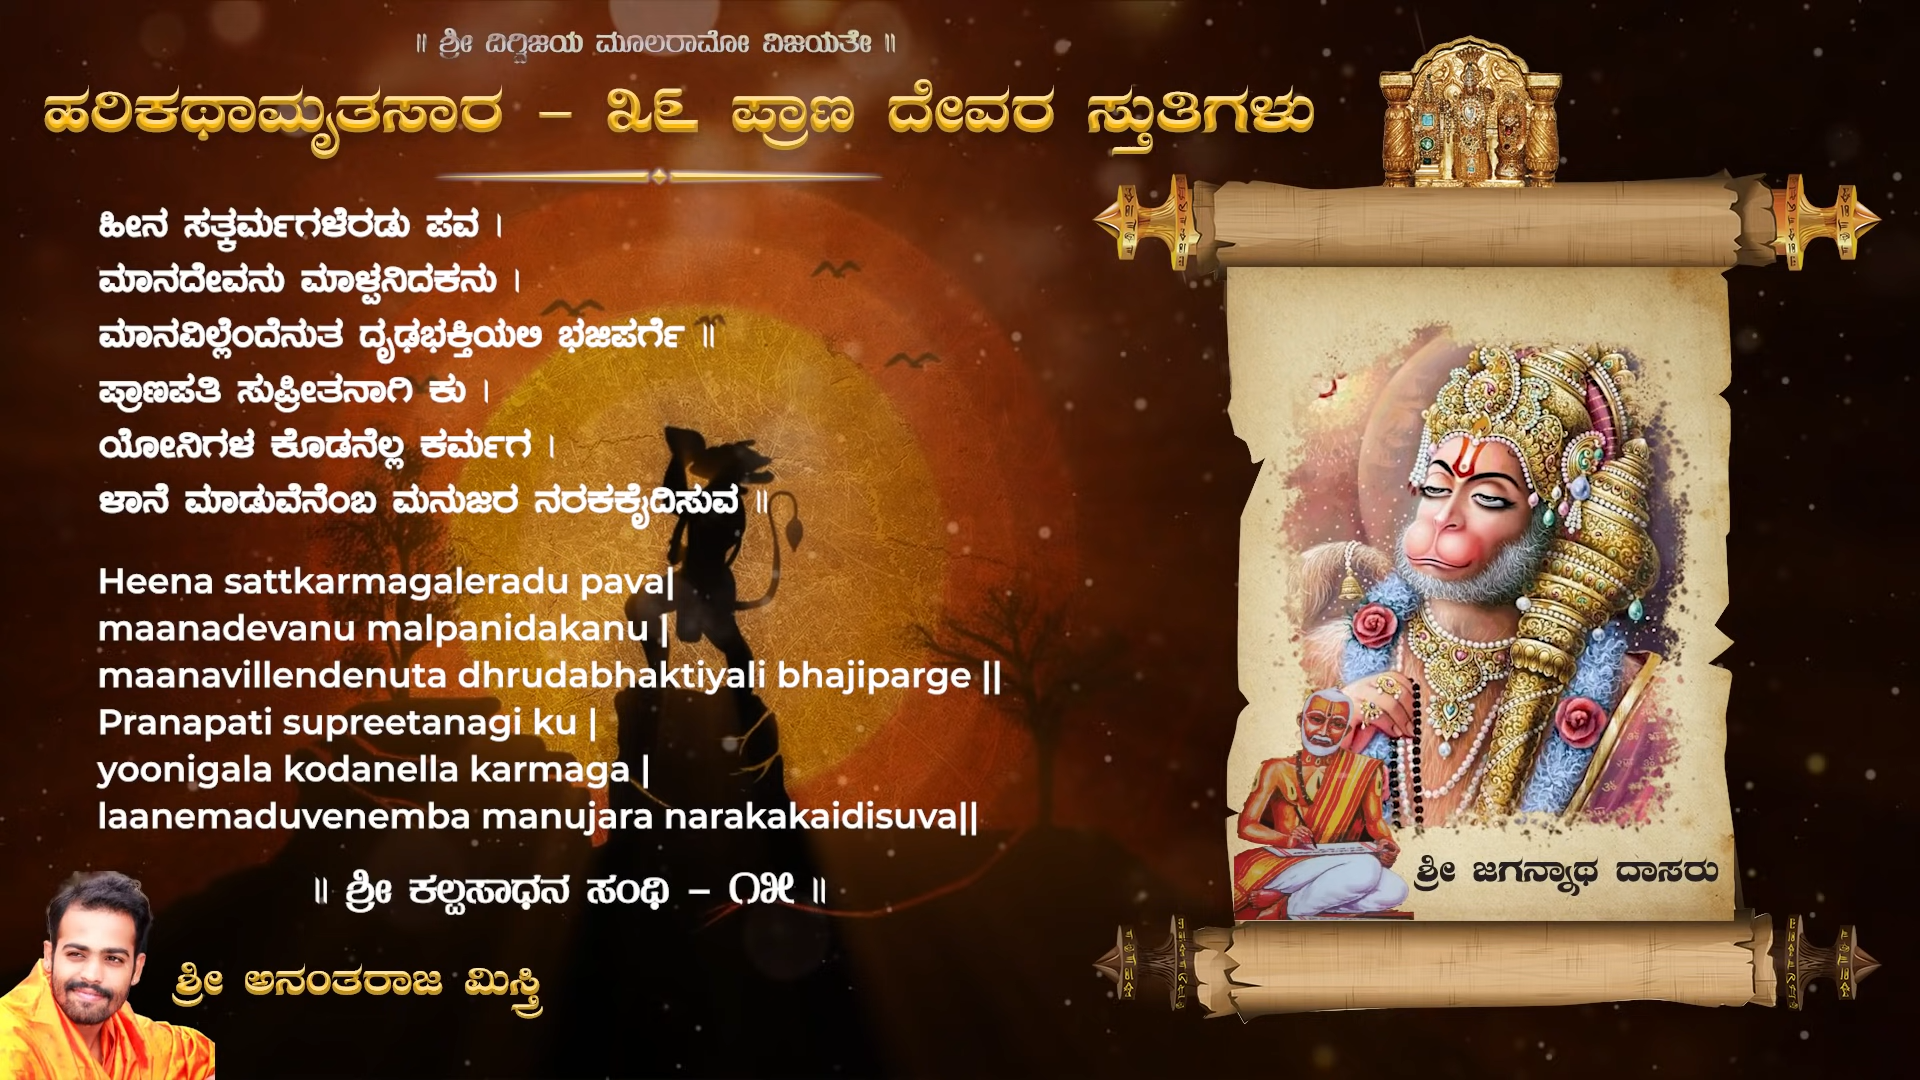 ॥ ಶ್ರೀ ದಿಗ್ವಿಜಯ ಮೂಲರಾಮೋ ವಿಜಯತೇ ॥
ಹರಿಕಥಾಮೃತಸಾರ – ೩೬ ಪ್ರಾಣ ದೇವರ ಸ್ತುತಿಗಳು
ಹೀನ ಸತ್ಕರ್ಮಗಳೆರಡು ಪವ ।
ಮಾನದೇವನು ಮಾಳ್ಪನಿದಕನು ।
ಮಾನವಿಲ್ಲೆಂದೆನುತ ದೃಢಭಕ್ತಿಯಲಿ ಭಜಿಪರ್ಗೆ ॥
ಪ್ರಾಣಪತಿ ಸುಪ್ರೀತನಾಗಿ ಕು ।
ಯೋನಿಗಳ ಕೊಡನೆಲ್ಲ ಕರ್ಮಗ ।
ಳಾನೆ ಮಾಡುವೆನೆಂಬ ಮನುಜರ ನರಕಕೈದಿಸುವ ॥
Heena sattkarmagaleradu pava|
maanadevanu malpanidakanu |
maanavillendenuta dhrudabhaktiyali bhajiparge ||
Pranapati supreetanagi ku |
yoonigala kodanella karmaga |
laanemaduvenemba manujara narakakaidisuva||
॥ ಶ್ರೀ ಕಲ್ಪಸಾಧನ ಸಂಧಿ – ೧೫ ॥
ಶ್ರೀ ಅನಂತರಾಜ ಮಿಸ್ತ್ರಿ
ಶ್ರೀ ಜಗನ್ನಾಥ ದಾಸರು